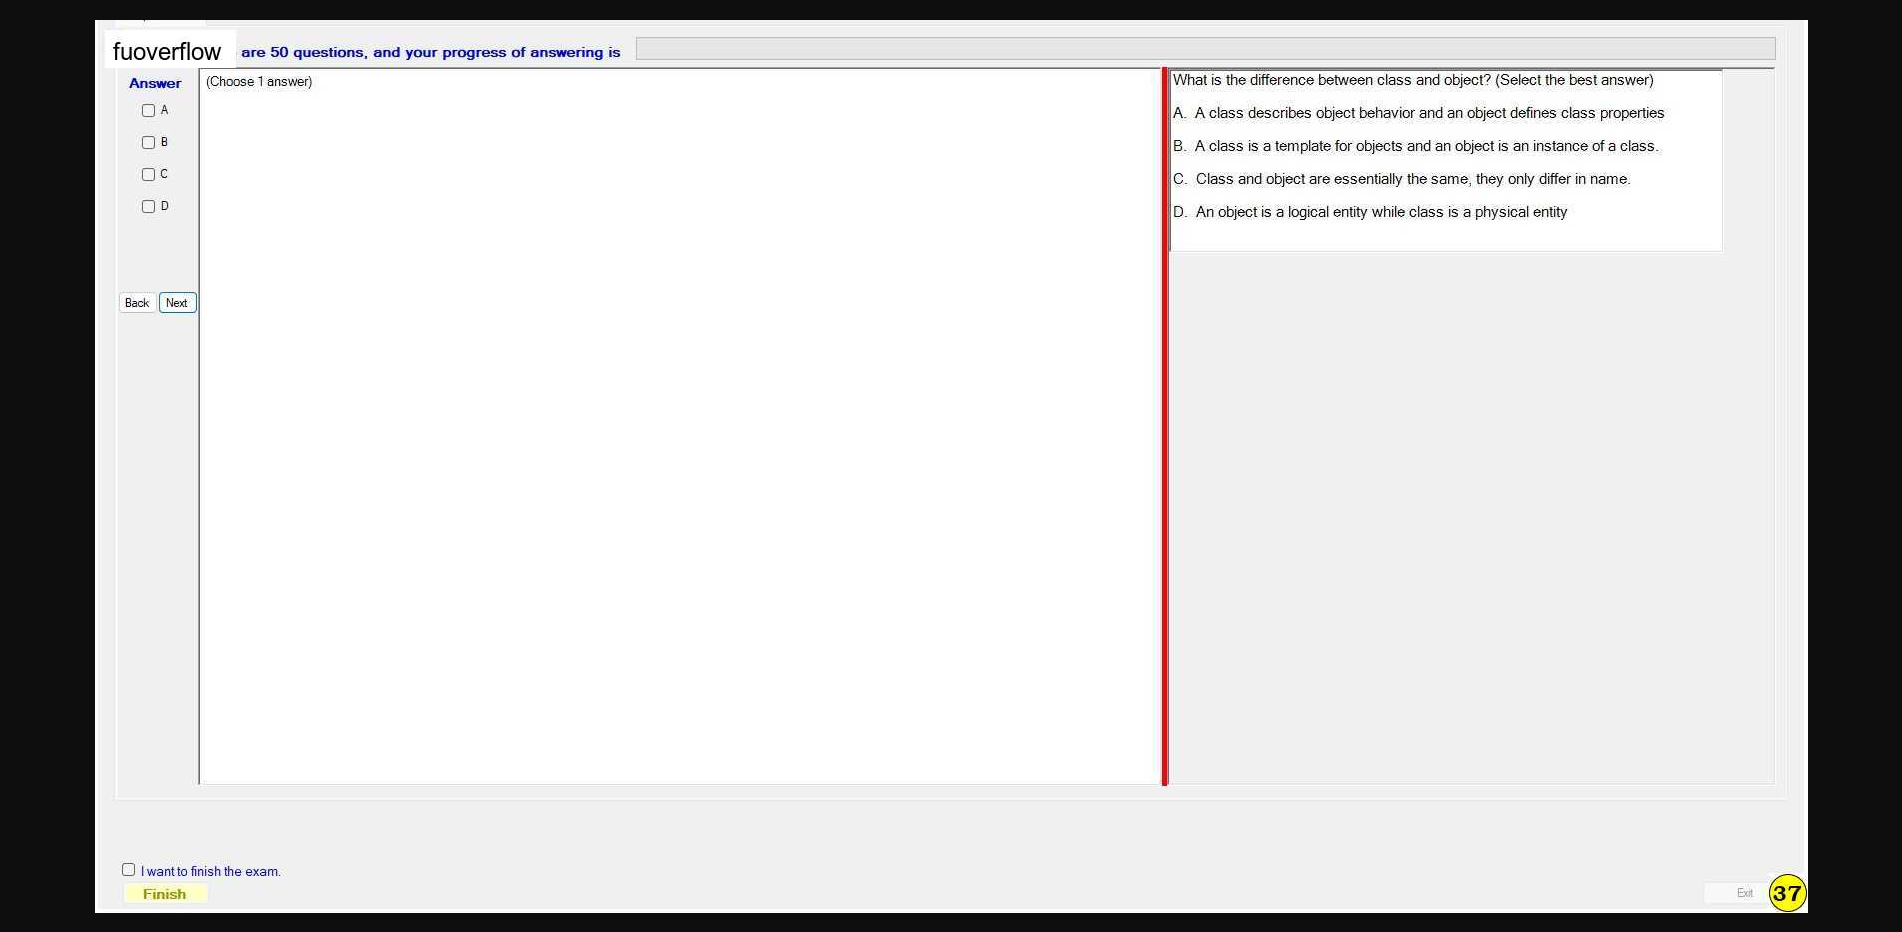 fuoverflow are 50 questions, and your progress of answering is
Answer
(Choose 1 answer)
A
B
C
D
Back Next
What is the difference between class and object? (Select the best answer)
A. A class describes object behavior and an object defines class properties
B. A class is a template for objects and an object is an instance of a class.
C. Class and object are essentially the same, they only differ in name.
D. An object is a logical entity while class is a physical entity
I want to finish the exam.
Finish
Exit
37